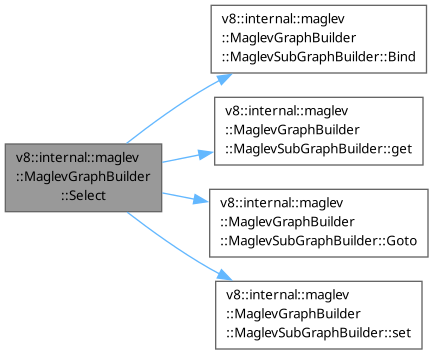 v8::internal::maglev
::MaglevGraphBuilder
::MaglevSubGraphBuilder::Bind
v8::internal::maglev
::MaglevGraphBuilder
::MaglevSubGraphBuilder::get
v8::internal::maglev
::MaglevGraphBuilder
::Select
v8::internal::maglev
::MaglevGraphBuilder
::MaglevSubGraphBuilder::Goto
v8::internal::maglev
::MaglevGraphBuilder
::MaglevSubGraphBuilder::set